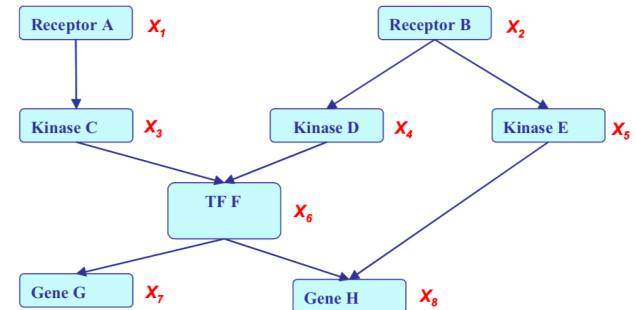 Receptor A X1
Receptor B X2
Kinase C X3
Kinase D X4
Kinase E X5
TF F X6
Gene G X7
Gene H X8